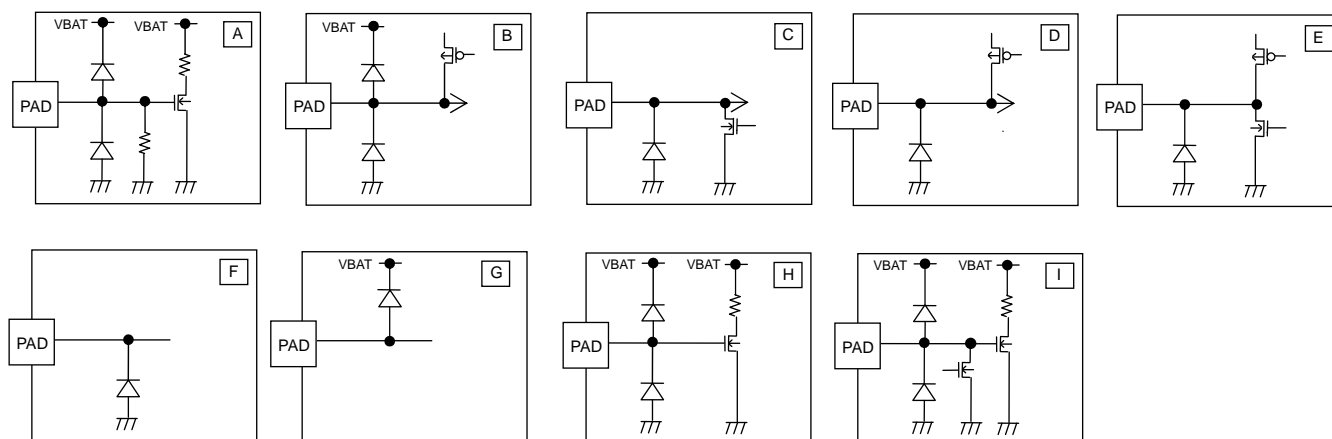 VBAT VBAT A
PAD
VBAT B
PAD
C
PAD
D
PAD
E
PAD
F
PAD
VBAT G
PAD
VBAT VBAT H
PAD
VBAT VBAT I
PAD